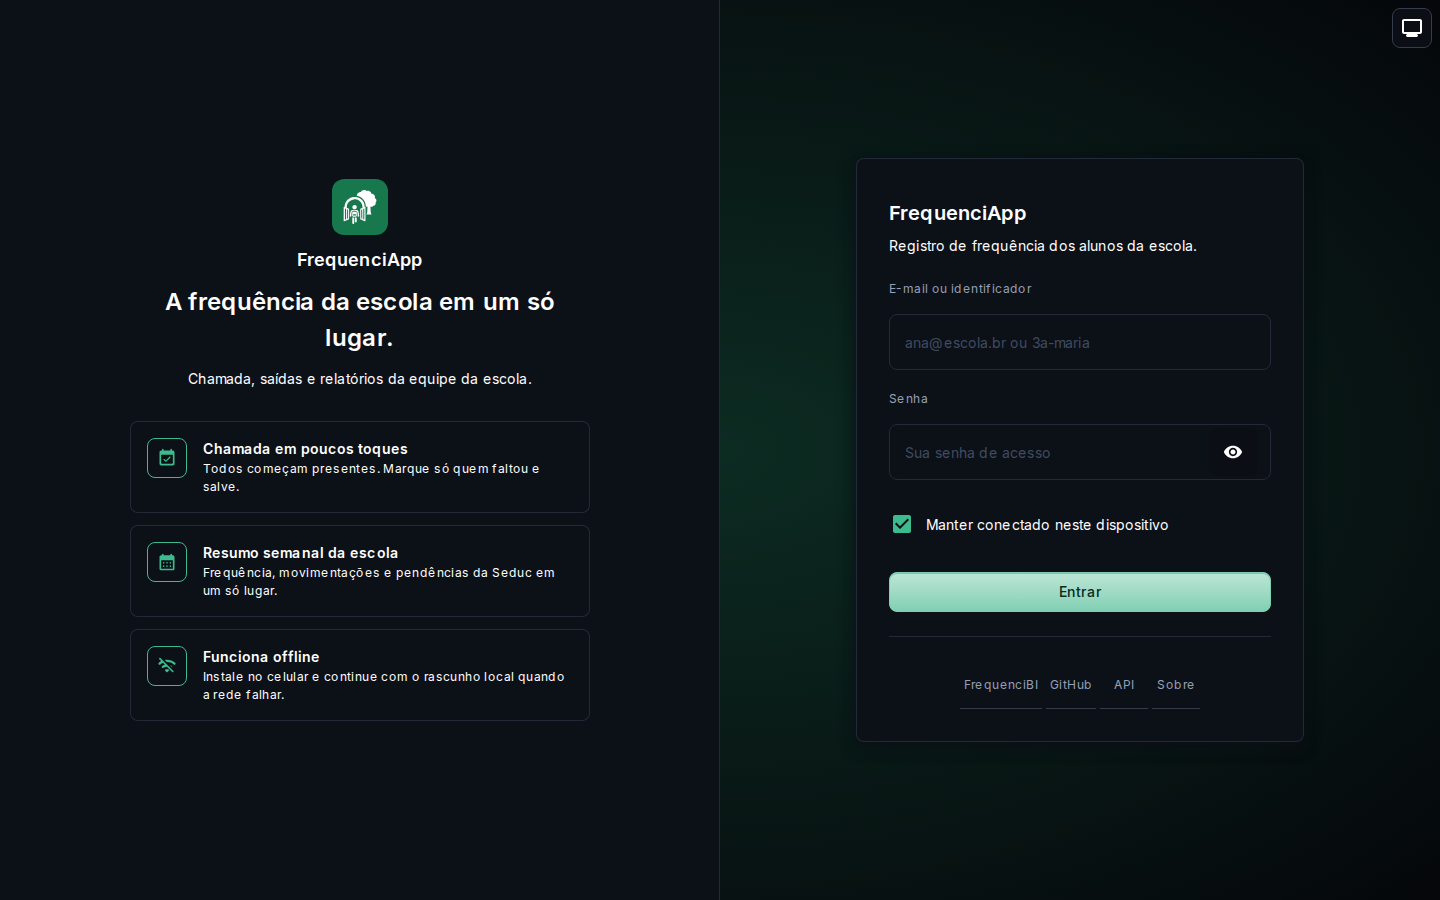 FrequenciApp
A frequência da escola em um só
lugar.
Chamada, saídas e relatórios da equipe da escola.
Chamada em poucos toques
Todos começam presentes. Marque só quem faltou e
salve.
Resumo semanal da escola
Frequência, movimentações e pendências da Seduc em
um só lugar.
Funciona offline
Instale no celular e continue com o rascunho local quando
a rede falhar.
FrequenciApp
Registro de frequência dos alunos da escola.
E-mail ou identificador
ana@escola.br ou 3a-maria
Senha
Sua senha de acesso
Manter conectado neste dispositivo
Entrar
FrequenciBI GitHub API Sobre